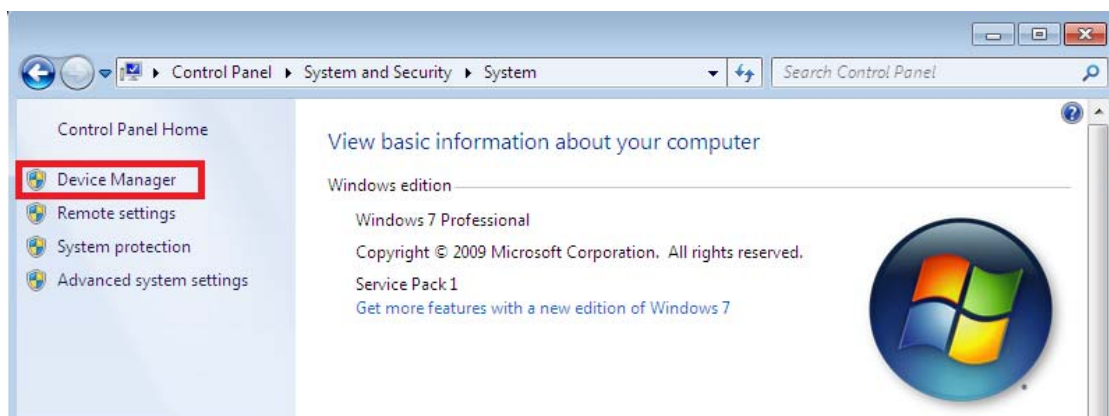 Control Panel ▸ System and Security ▸ System
Search Control Panel
Control Panel Home
Device Manager
Remote settings
System protection
Advanced system settings
View basic information about your computer
Windows edition
Windows 7 Professional
Copyright © 2009 Microsoft Corporation. All rights reserved.
Service Pack 1
Get more features with a new edition of Windows 7